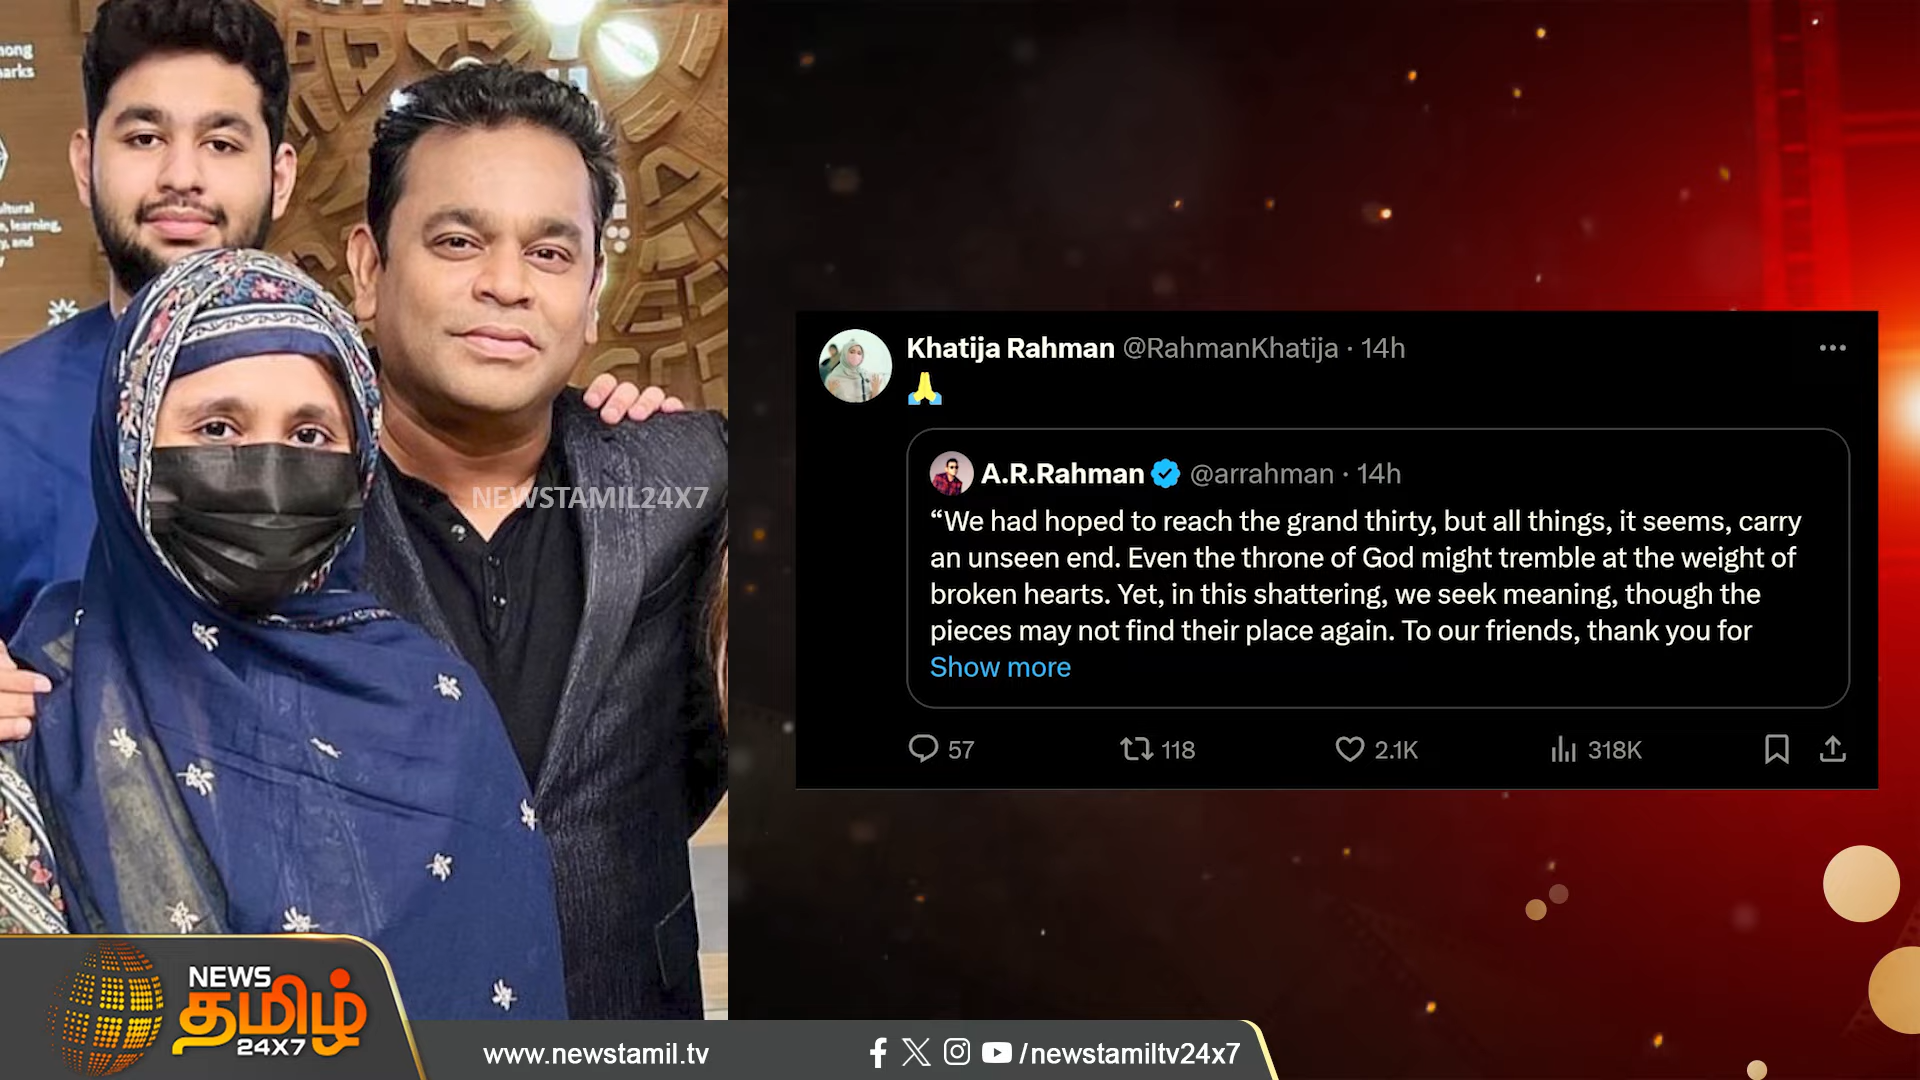 ultural
, learning,
y, and
NEWSTAMIL24X7
Khatija Rahman @RahmanKhatija · 14h
🙏
A.R.Rahman @arrahman · 14h
“We had hoped to reach the grand thirty, but all things, it seems, carry
an unseen end. Even the throne of God might tremble at the weight of
broken hearts. Yet, in this shattering, we seek meaning, though the
pieces may not find their place again. To our friends, thank you for
Show more
57 118 2.1K 318K
NEWS
தமிழ்
24X7
www.newstamil.tv
/newstamiltv24x7